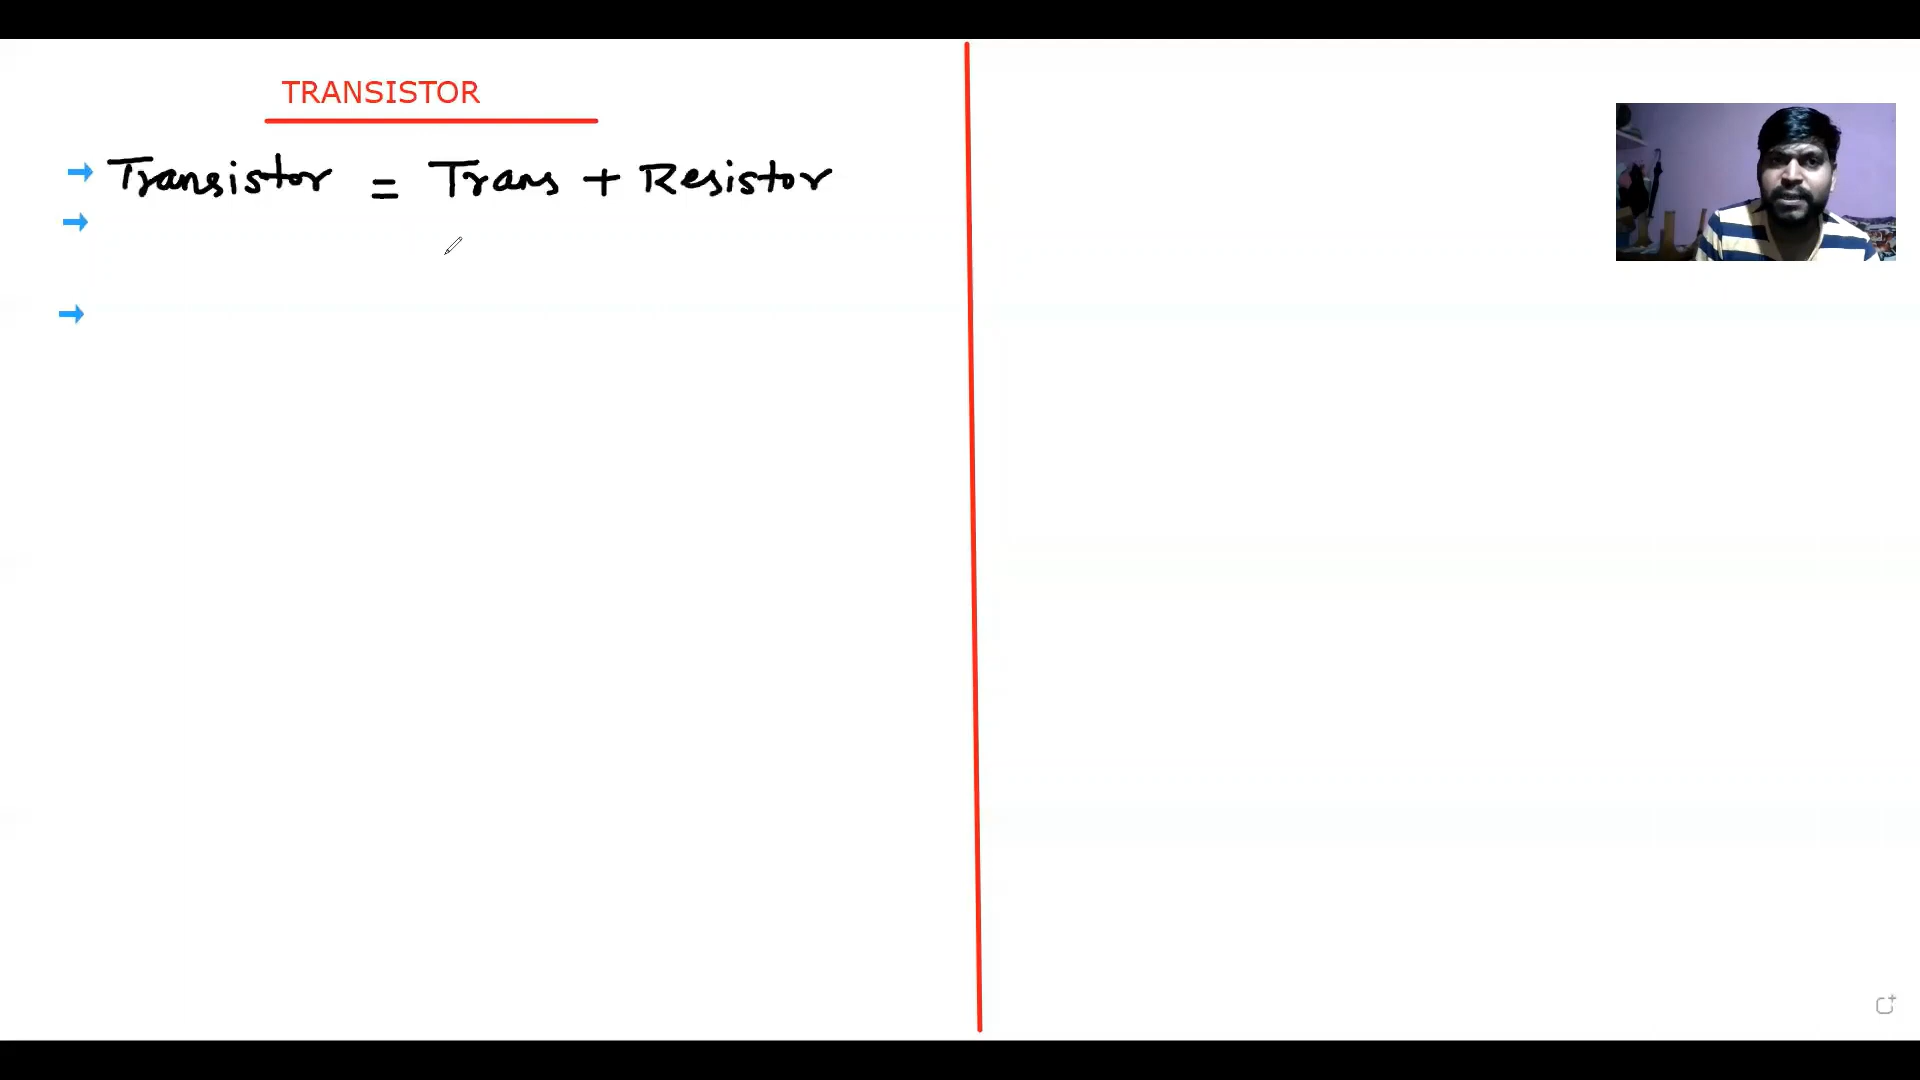 TRANSISTOR
→ Transistor = Trans + Resistor
→
→